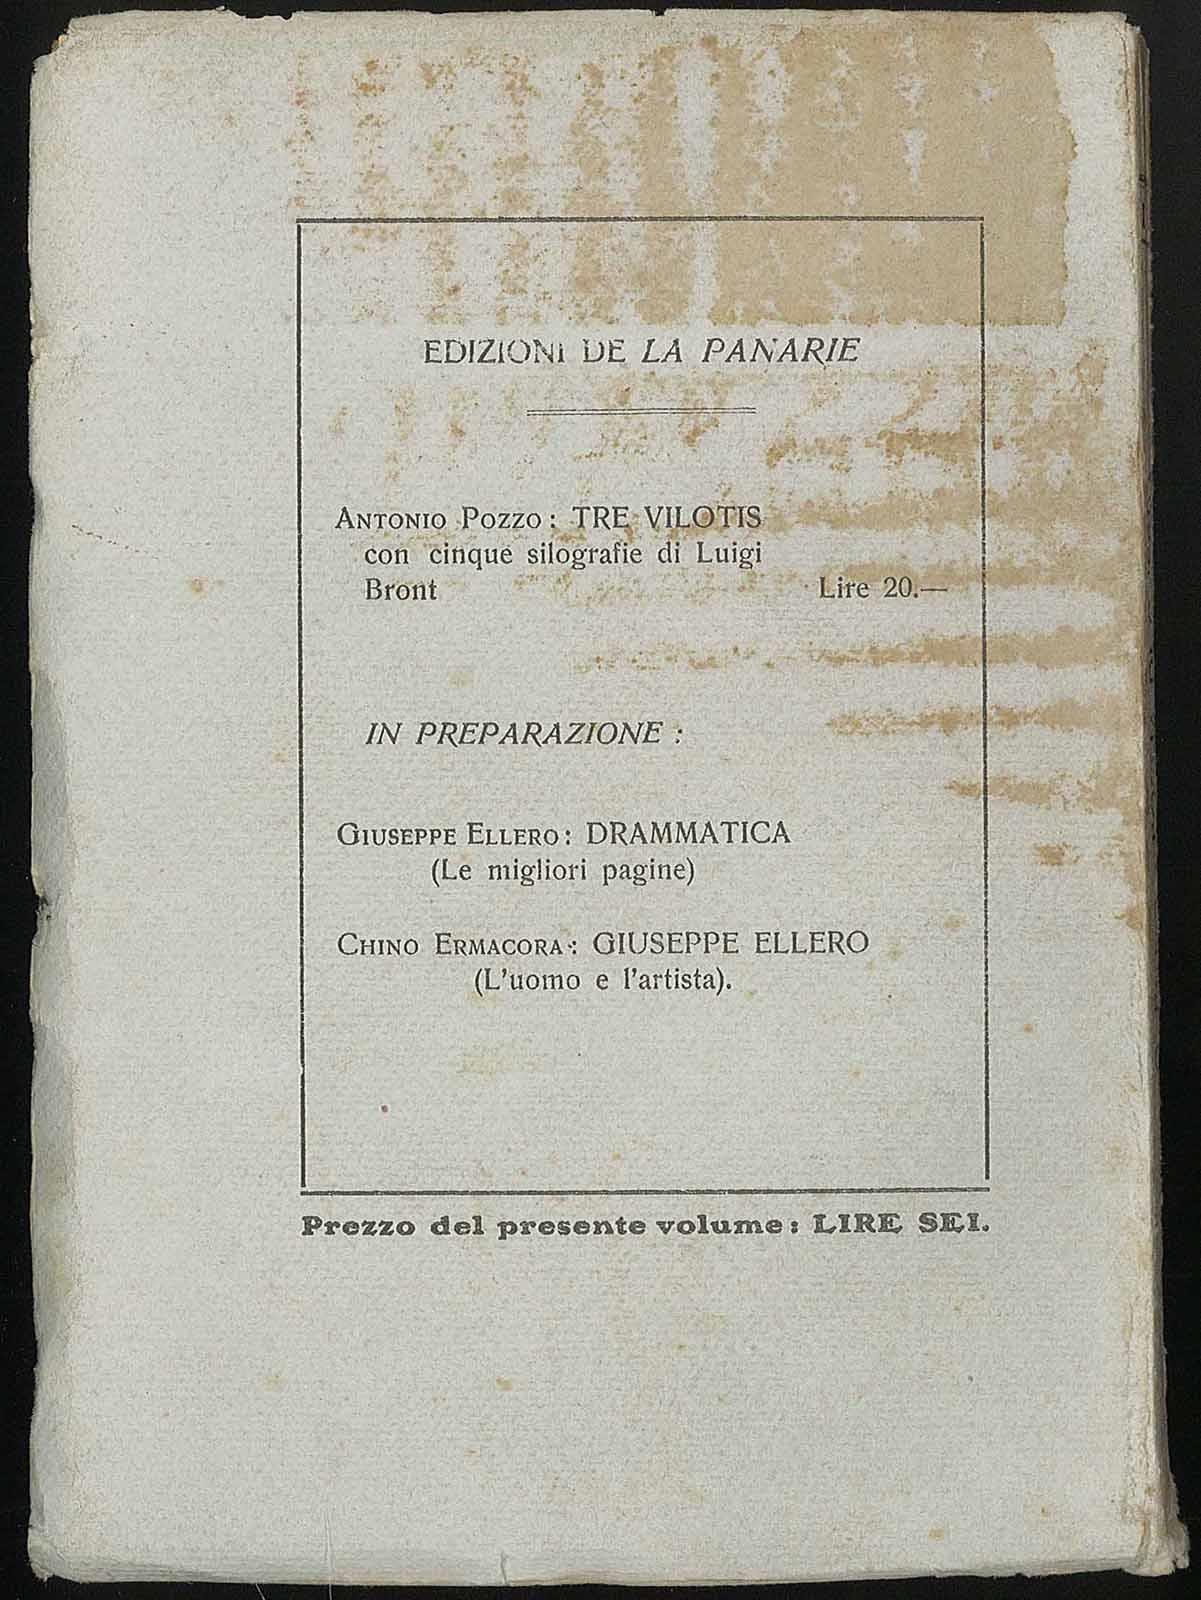 EDIZIONI DE LA PANARIE
ANTONIO POZZO: TRE VILOTIS
con cinque silografie di Luigi
Bront Lire 20.—
IN PREPARAZIONE:
GIUSEPPE ELLERO: DRAMMATICA
(Le migliori pagine)
CHINO ERMACORA: GIUSEPPE ELLERO
(L'uomo e l'artista).
Prezzo del presente volume: LIRE SEI.